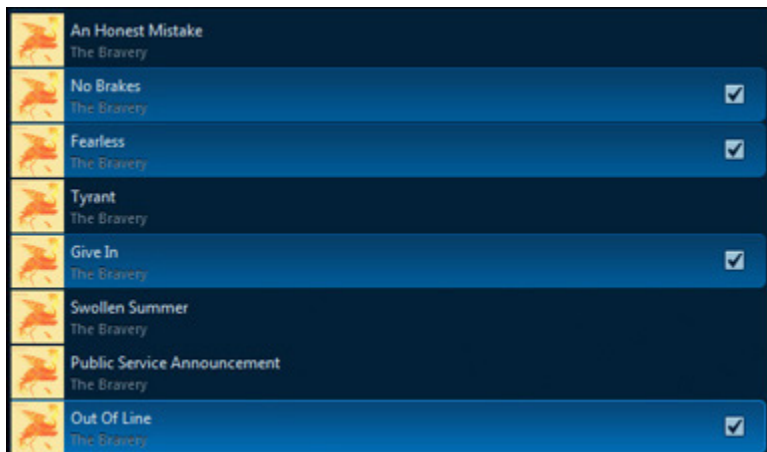 An Honest Mistake
The Bravery
No Brakes
The Bravery
Fearless
The Bravery
Tyrant
The Bravery
Give In
The Bravery
Swollen Summer
The Bravery
Public Service Announcement
The Bravery
Out Of Line
The Bravery